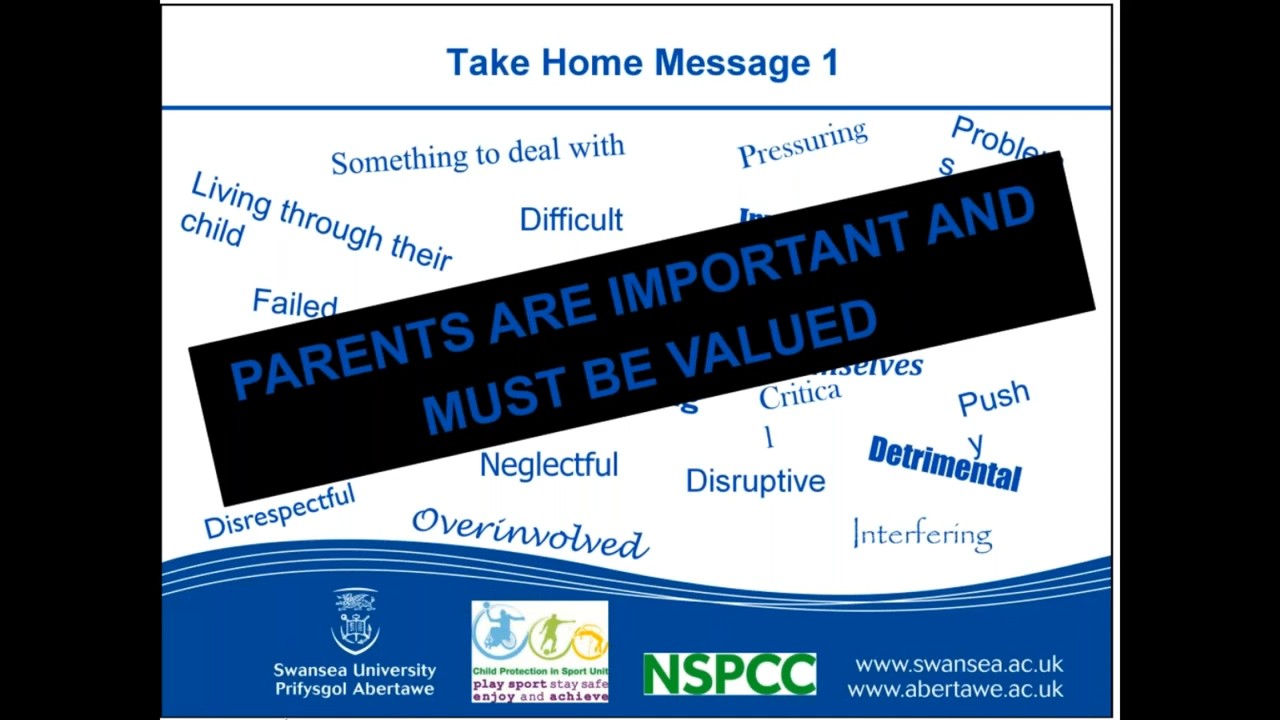 Take Home Message 1
Something to deal with
Pressuring
s
Living through their
child
Difficult
Failed
PARENTS ARE IMPORTANT AND
MUST BE VALUED
Critica
l
Push
y
Neglectful
Disruptive
Detrimental
Disrespectful
Overinvolved
Interfering
Swansea University
Prifysgol Abertawe
Child Protection in Sport Unit
play sport stay safe
enjoy and achieve
NSPCC
www.swansea.ac.uk
www.abertawe.ac.uk